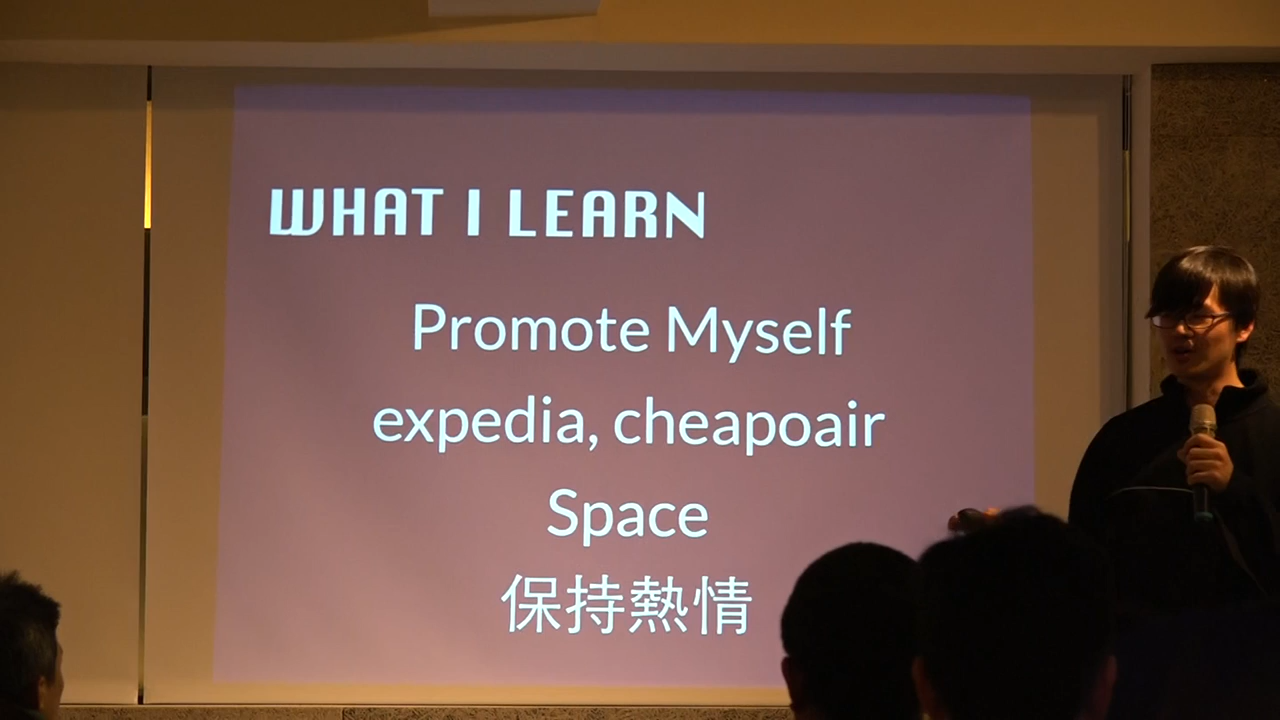 WHAT I LEARN
Promote Myself
expedia, cheapoair
Space
保持熱情